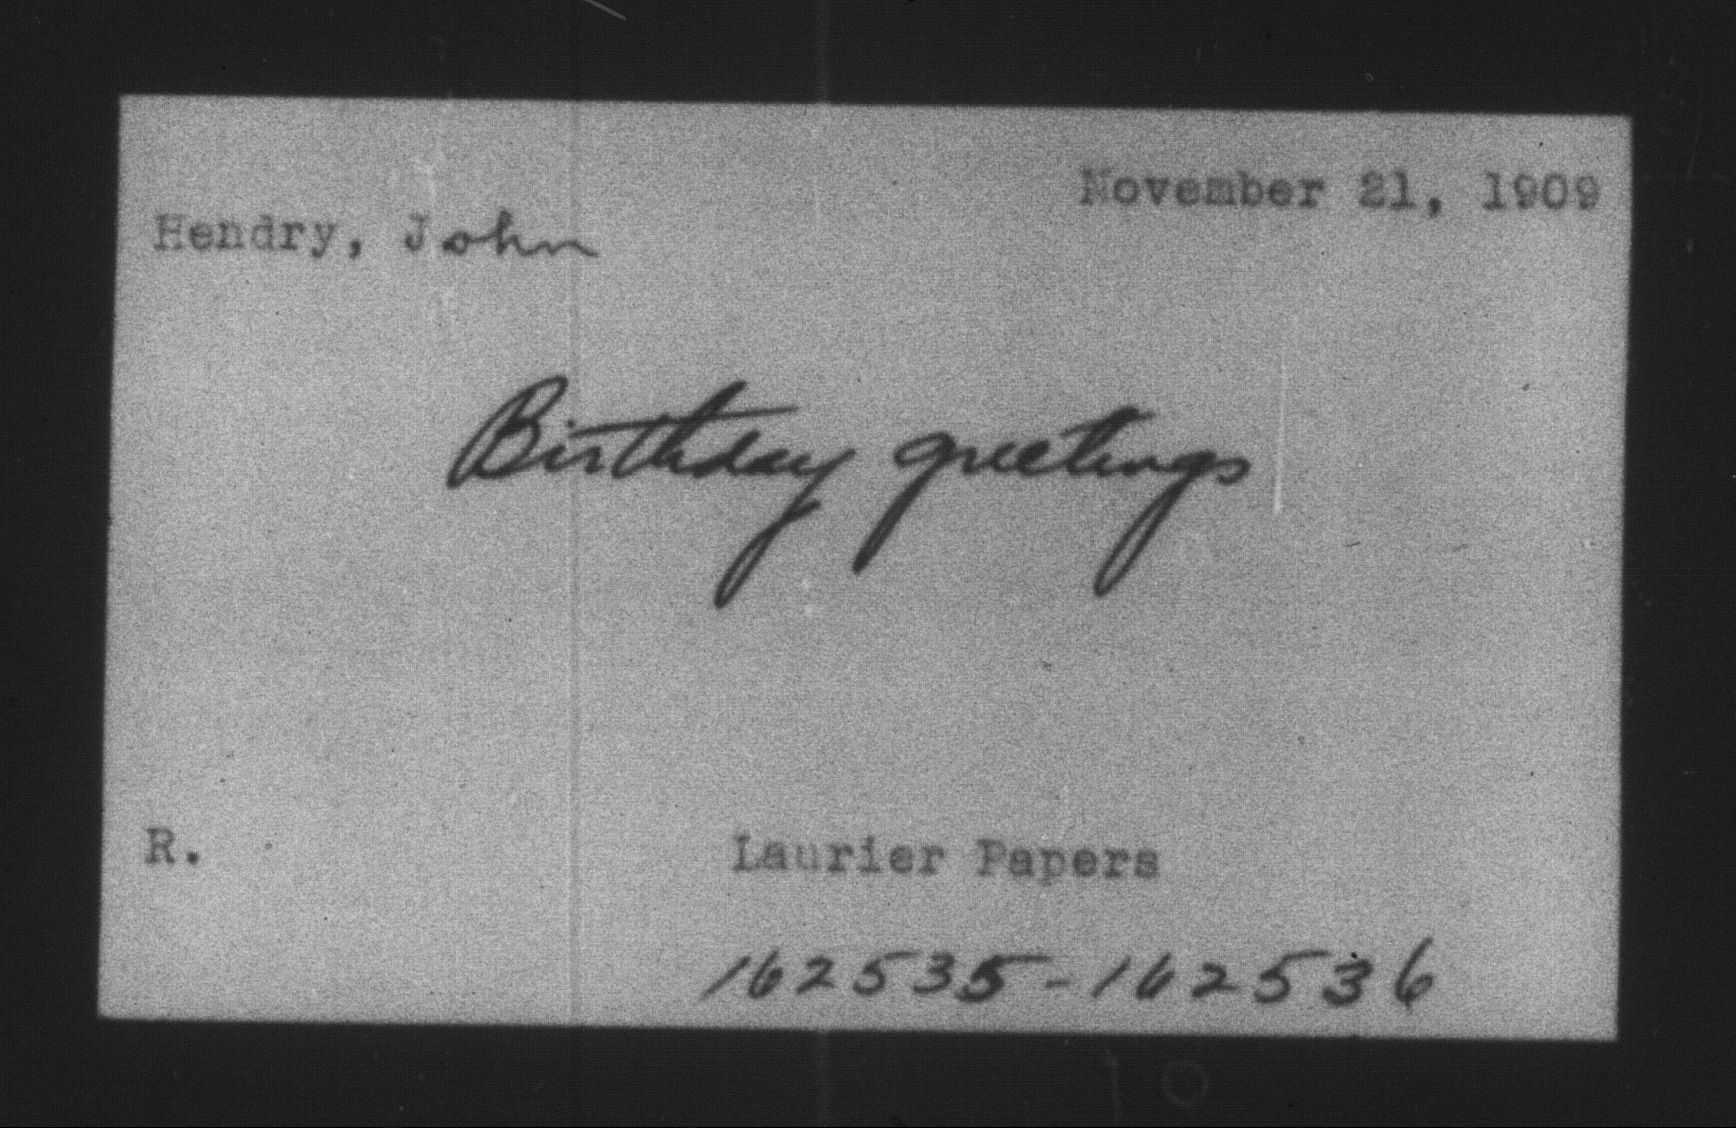 November 21, 1909
Hendry, John
Birthday greetings
R.
Laurier Papers
162535-162536